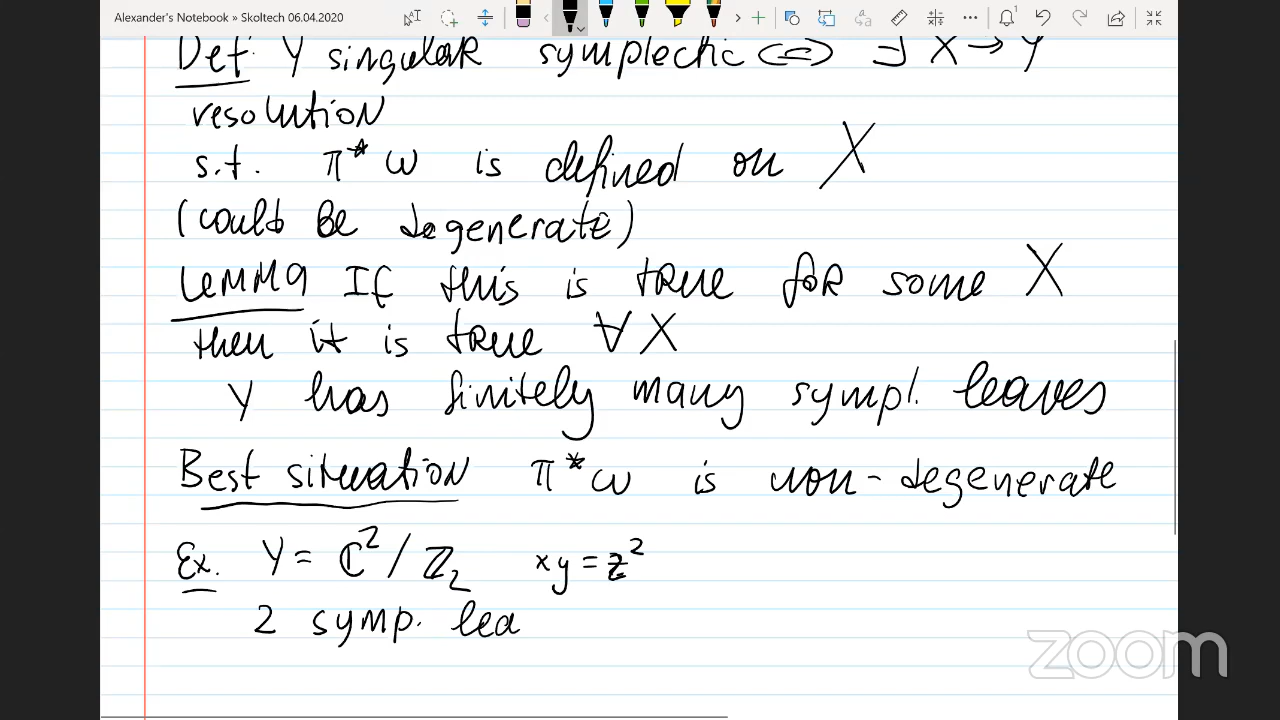 Alexander's Notebook » Skoltech 06.04.2020
Def: Y singular symplectic <=> ∃ X → Y
resolution
s.t. π* ω is defined on X
(could be degenerate)
Lemma If this is true for some X
then it is true ∀ X
Y has finitely many sympl. leaves
Best situation π* ω is non-degenerate
Ex. Y = ℂ² / ℤ₂ xy = z²
2 symp. lea
zoom